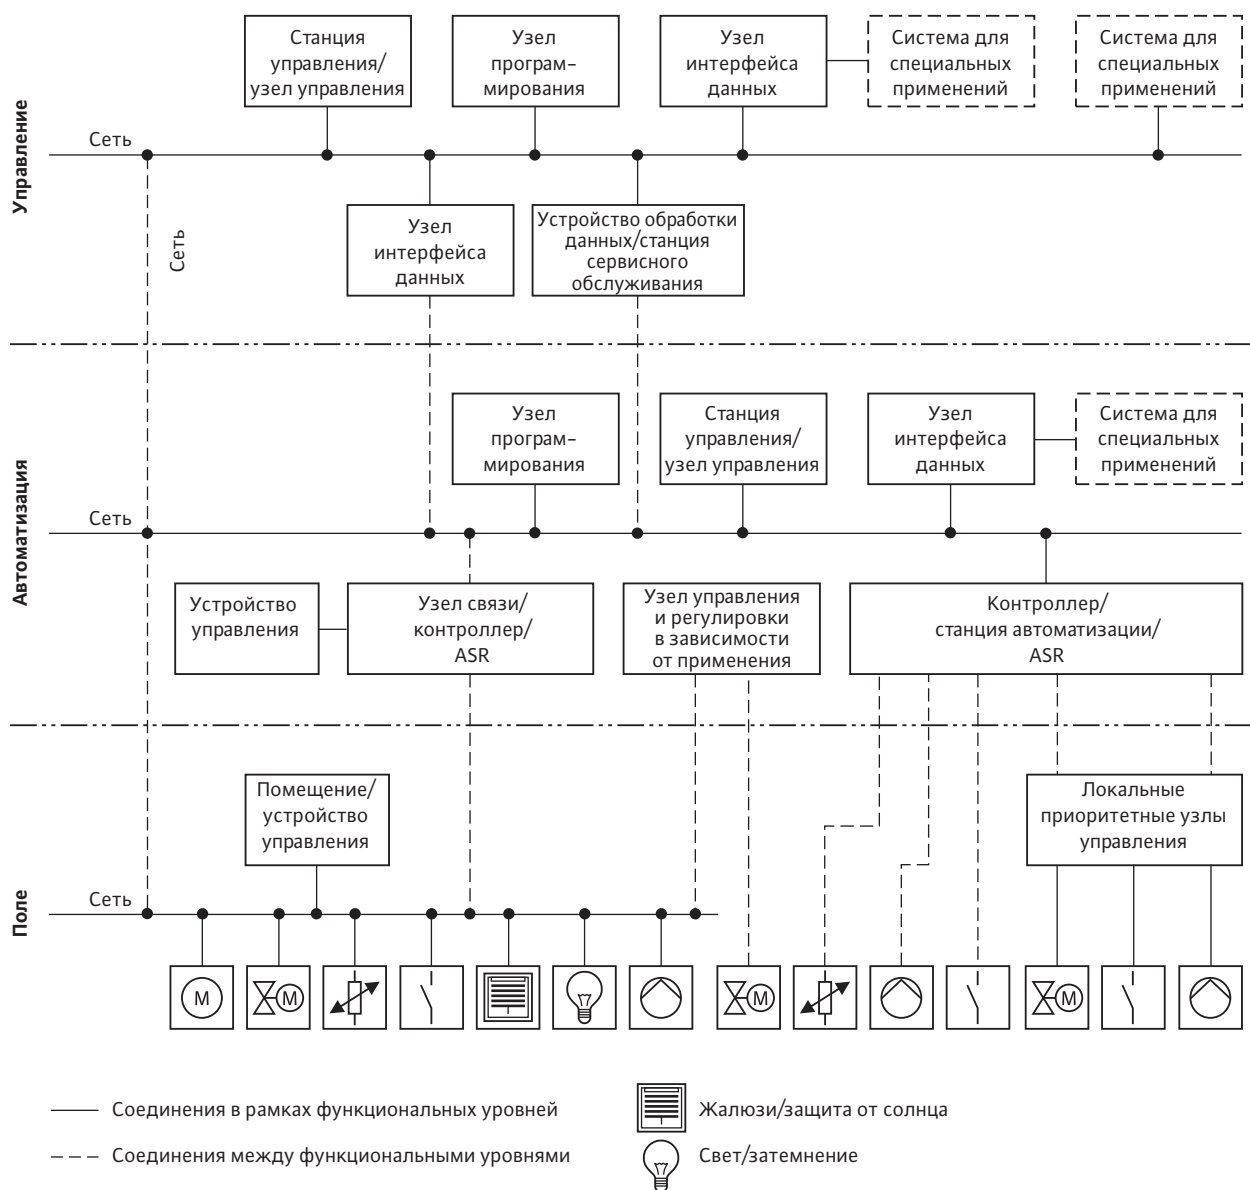 Управление
Станция
управления/
узел управления
Узел
програм–
мирования
Узел
интерфейса
данных
Система для
специальных
применений
Система для
специальных
применений
Сеть
Сеть
Узел
интерфейса
данных
Устройство обработки
данных/станция
сервисного
обслуживания
Автоматизация
Узел
програм–
мирования
Станция
управления/
узел управления
Узел
интерфейса
данных
Система для
специальных
применений
Сеть
Устройство
управления
Узел связи/
контроллер/
ASR
Узел управления
и регулировки
в зависимости
от применения
Контроллер/
станция автоматизации/
ASR
Поле
Помещение/
устройство
управления
Локальные
приоритетные узлы
управления
Сеть
M
M
M
M
Соединения в рамках функциональных уровней
Жалюзи/защита от солнца
Соединения между функциональными уровнями
Свет/затемнение